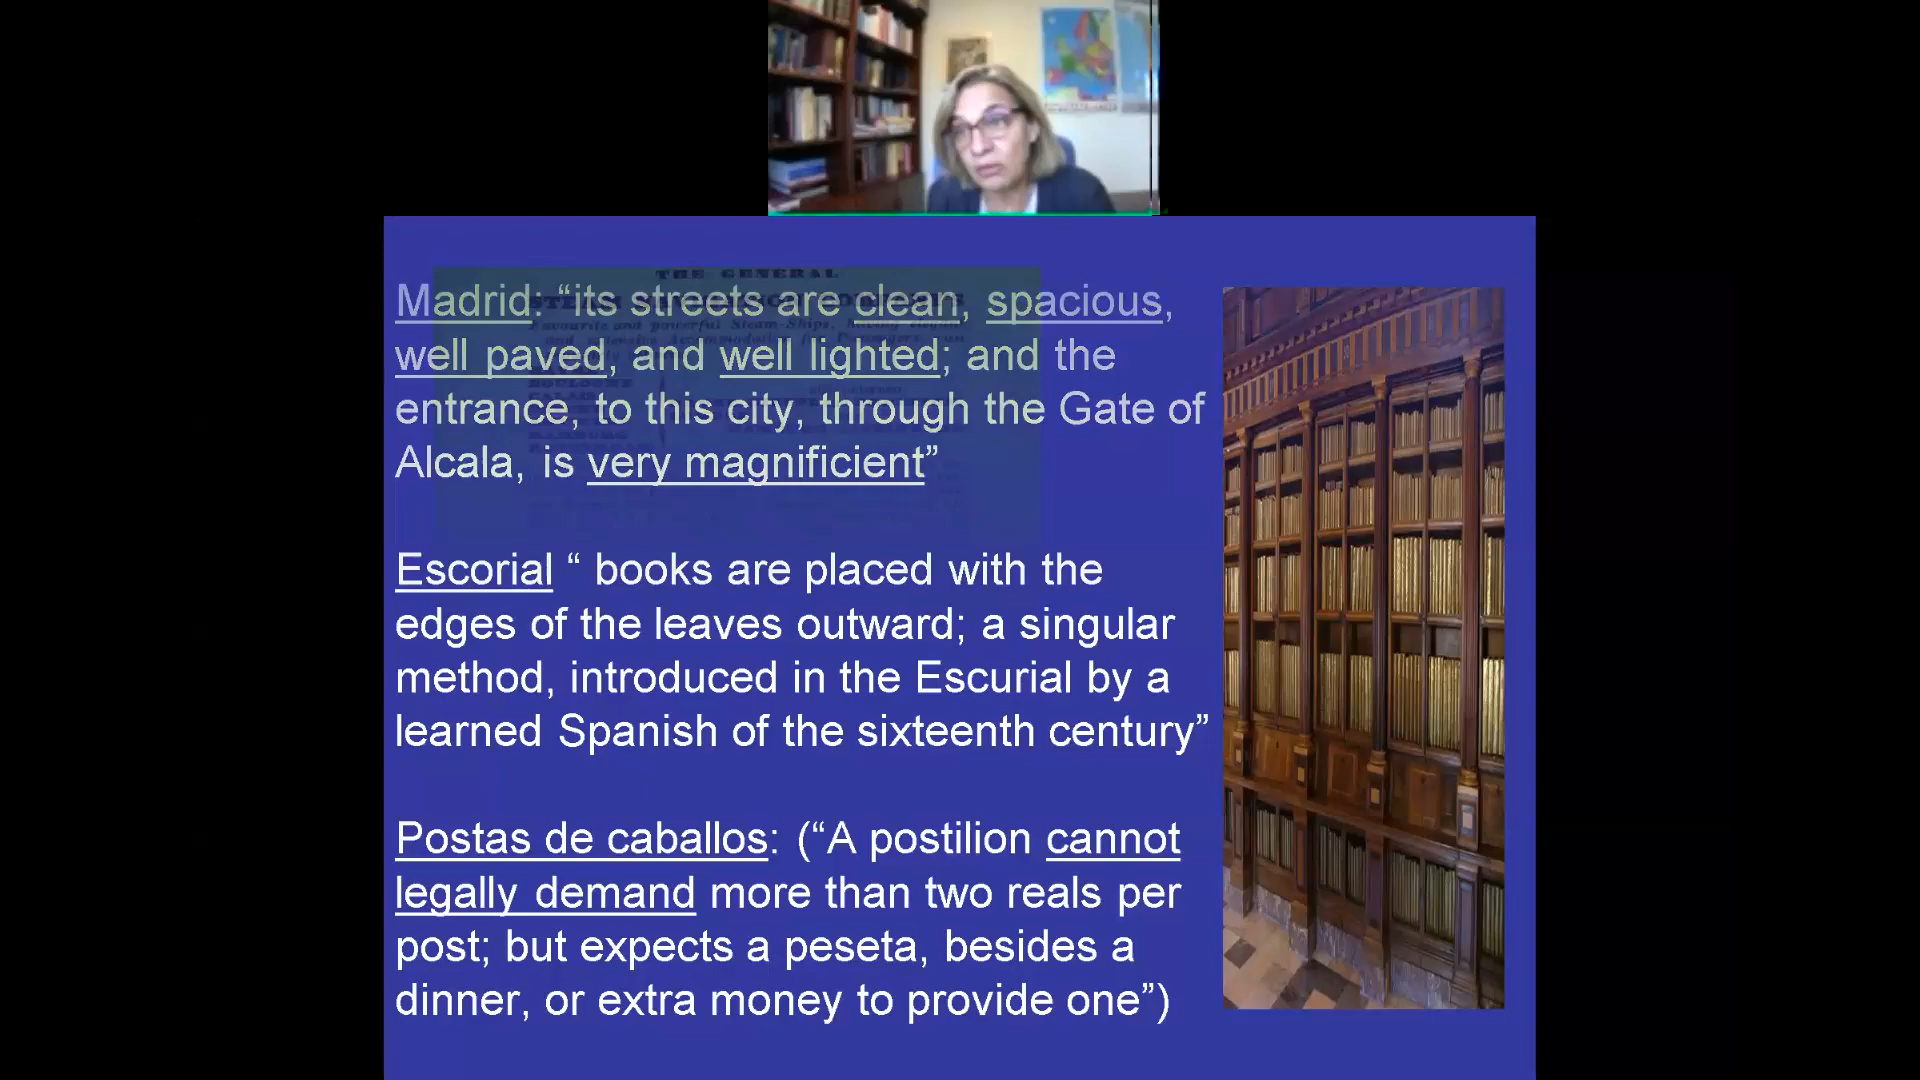 THE GENERAL
Madrid: “its streets are clean, spacious,
well paved, and well lighted; and the
entrance, to this city, through the Gate of
Alcala, is very magnificient”
Escorial “ books are placed with the
edges of the leaves outward; a singular
method, introduced in the Escurial by a
learned Spanish of the sixteenth century”
Postas de caballos: (“A postilion cannot
legally demand more than two reals per
post; but expects a peseta, besides a
dinner, or extra money to provide one”)